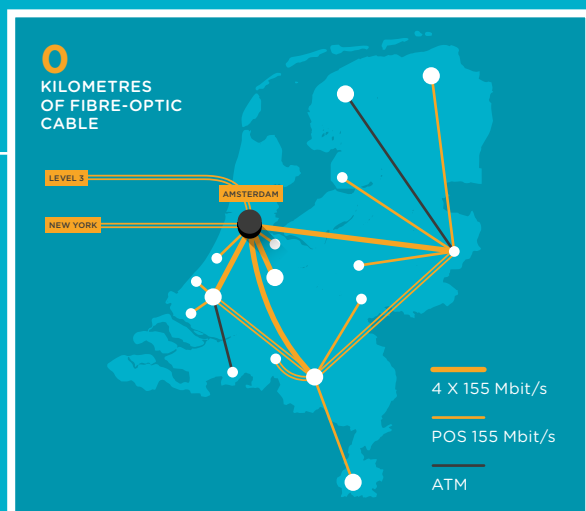 0
KILOMETRES
OF FIBRE-OPTIC
CABLE
LEVEL 3
AMSTERDAM
NEW YORK
4 X 155 Mbit/s
POS 155 Mbit/s
ATM